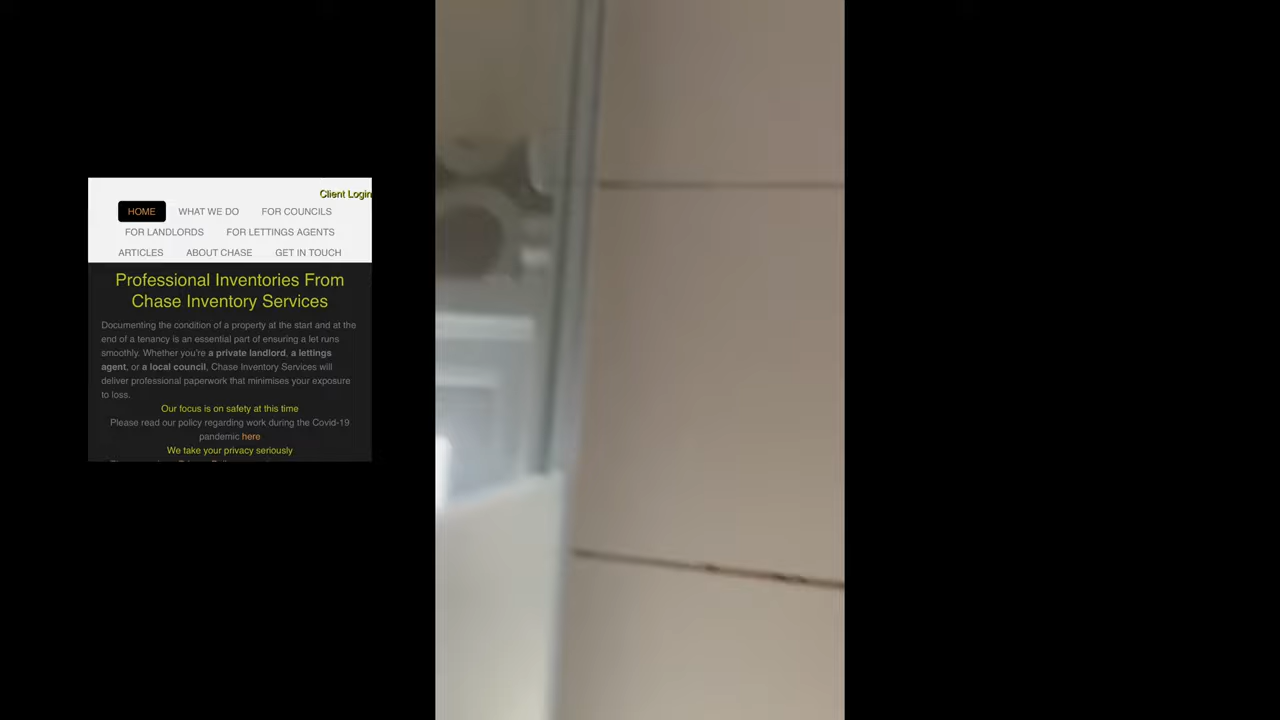 Client Login
HOME WHAT WE DO FOR COUNCILS
FOR LANDLORDS FOR LETTINGS AGENTS
ARTICLES ABOUT CHASE GET IN TOUCH
Professional Inventories From
Chase Inventory Services
Documenting the condition of a property at the start and at the
end of a tenancy is an essential part of ensuring a let runs
smoothly. Whether you're a private landlord, a lettings
agent, or a local council, Chase Inventory Services will
deliver professional paperwork that minimises your exposure
to loss.
Our focus is on safety at this time
Please read our policy regarding work during the Covid-19
pandemic here
We take your privacy seriously